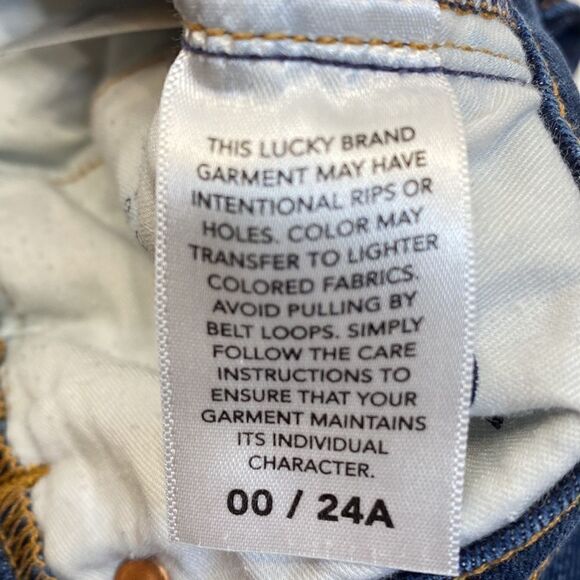 THIS LUCKY BRAND
GARMENT MAY HAVE
INTENTIONAL RIPS OR
HOLES. COLOR MAY
TRANSFER TO LIGHTER
COLORED FABRICS.
AVOID PULLING BY
BELT LOOPS. SIMPLY
FOLLOW THE CARE
INSTRUCTIONS TO
ENSURE THAT YOUR
GARMENT MAINTAINS
ITS INDIVIDUAL
CHARACTER.
00 / 24A